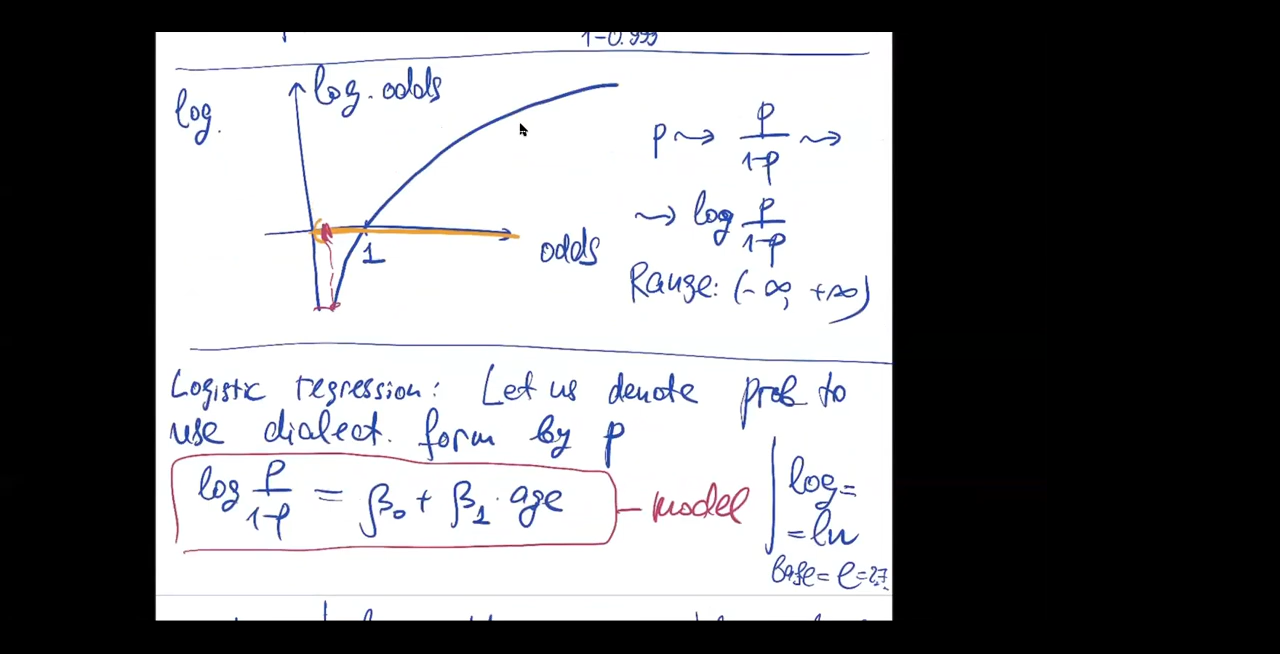 1-0.999
log. odds
log.
p ⇝ p/1-p ⇝
⇝ log p/1-p
1
odds
Range: (-∞, +∞)
Logistic regression: Let us denote prob to
use dialect. form by p
log p/1-p = β₀ + β₁ · age
model
log =
= ln
base = e = 2.7